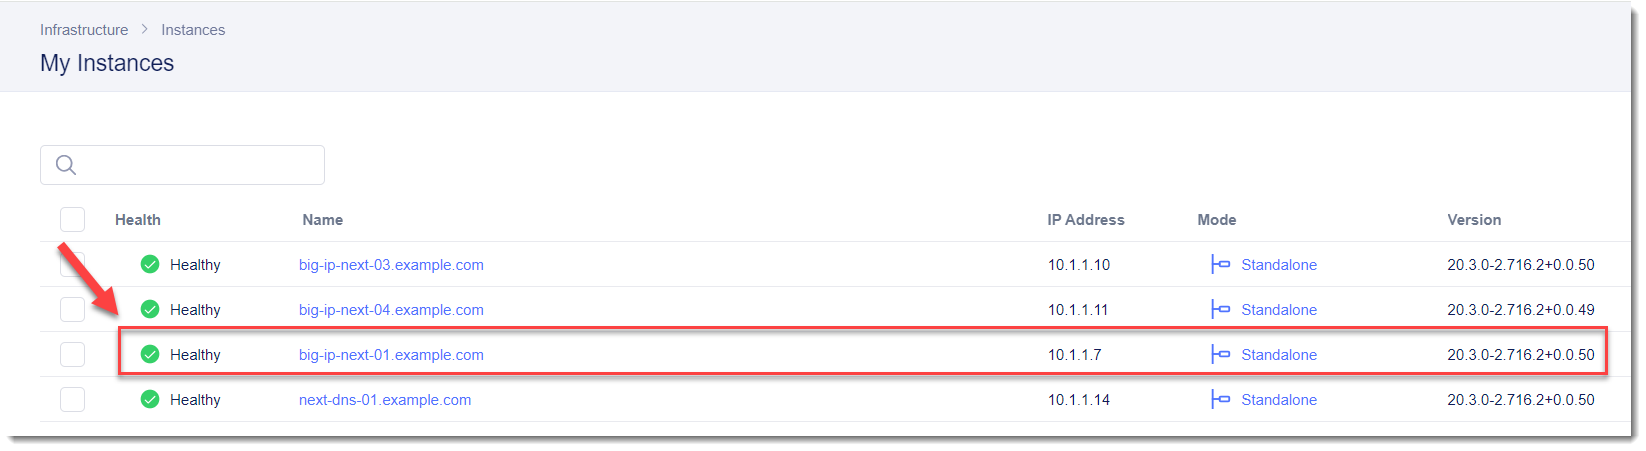 Infrastructure > Instances
My Instances
Health Name IP Address Mode Version
Healthy big-ip-next-03.example.com 10.1.1.10 Standalone 20.3.0-2.716.2+0.0.50
Healthy big-ip-next-04.example.com 10.1.1.11 Standalone 20.3.0-2.716.2+0.0.49
Healthy big-ip-next-01.example.com 10.1.1.7 Standalone 20.3.0-2.716.2+0.0.50
Healthy next-dns-01.example.com 10.1.1.14 Standalone 20.3.0-2.716.2+0.0.50